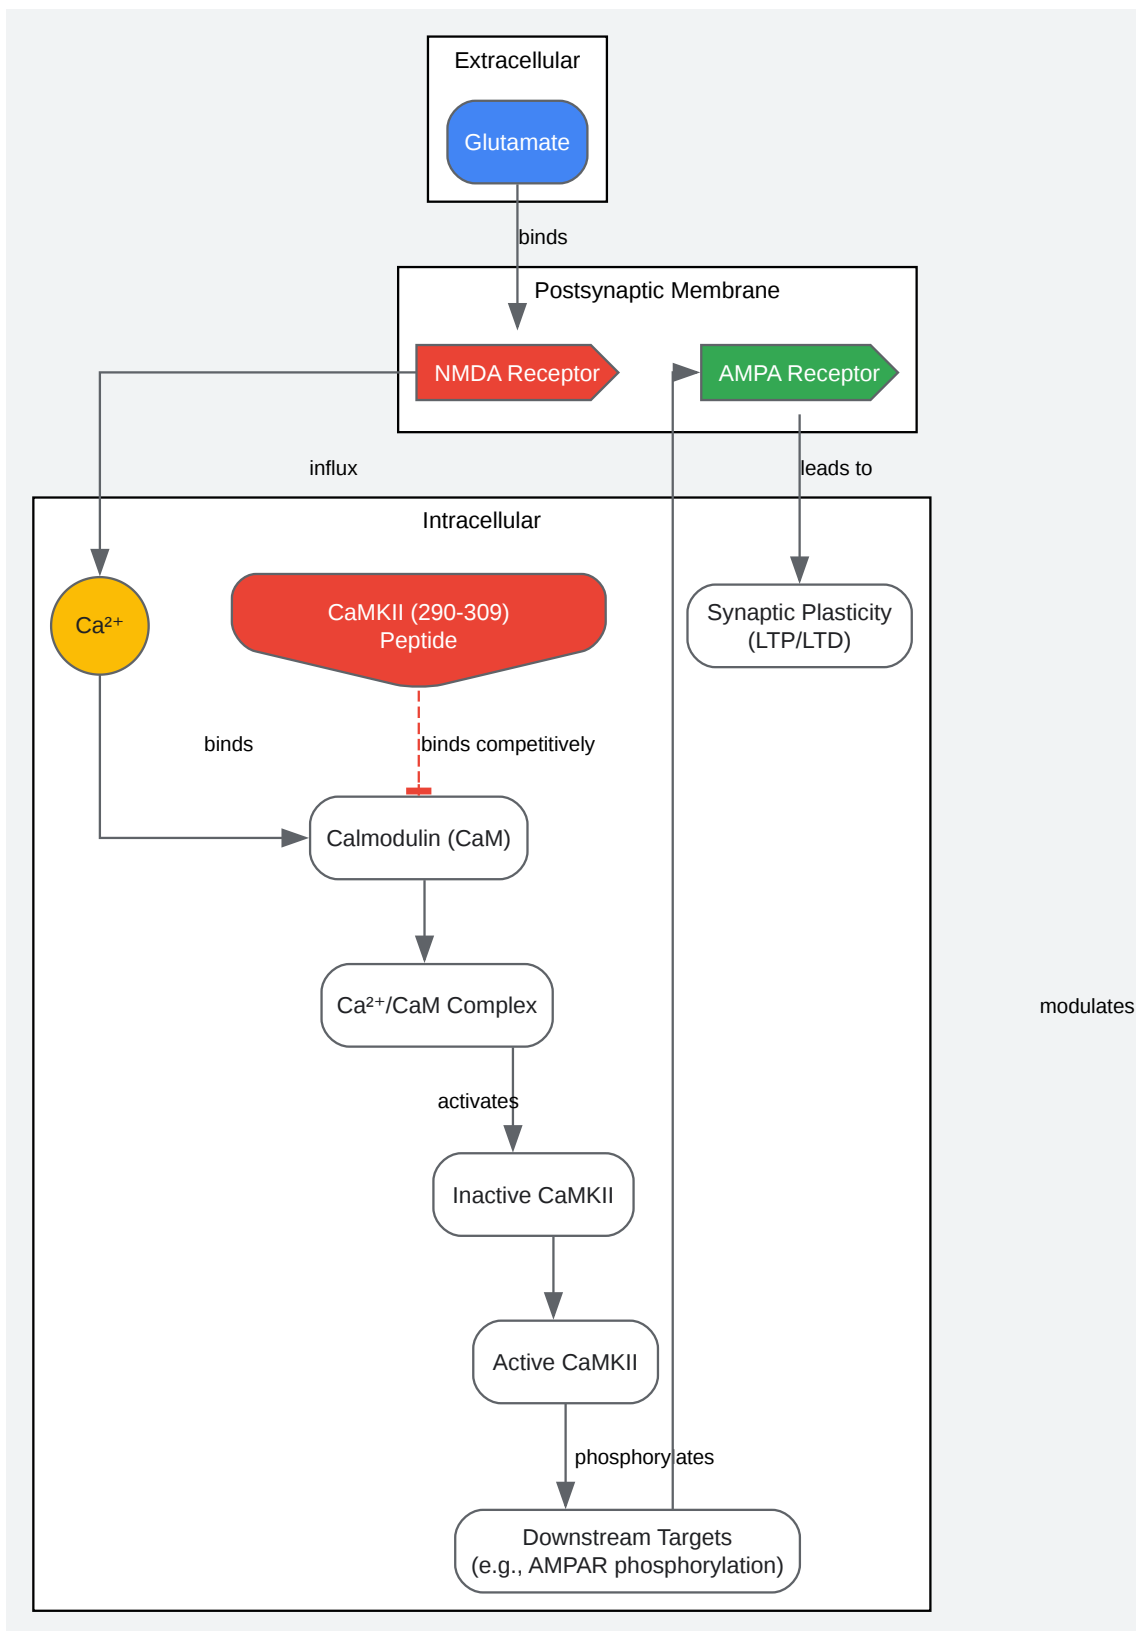 Extracellular
Glutamate
binds
Postsynaptic Membrane
NMDA Receptor
AMPA Receptor
influx
leads to
Intracellular
Ca²⁺
CaMKII (290-309)
Peptide
Synaptic Plasticity
(LTP/LTD)
binds
binds competitively
Calmodulin (CaM)
Ca²⁺/CaM Complex
modulates
activates
Inactive CaMKII
Active CaMKII
phosphorylates
Downstream Targets
(e.g., AMPAR phosphorylation)